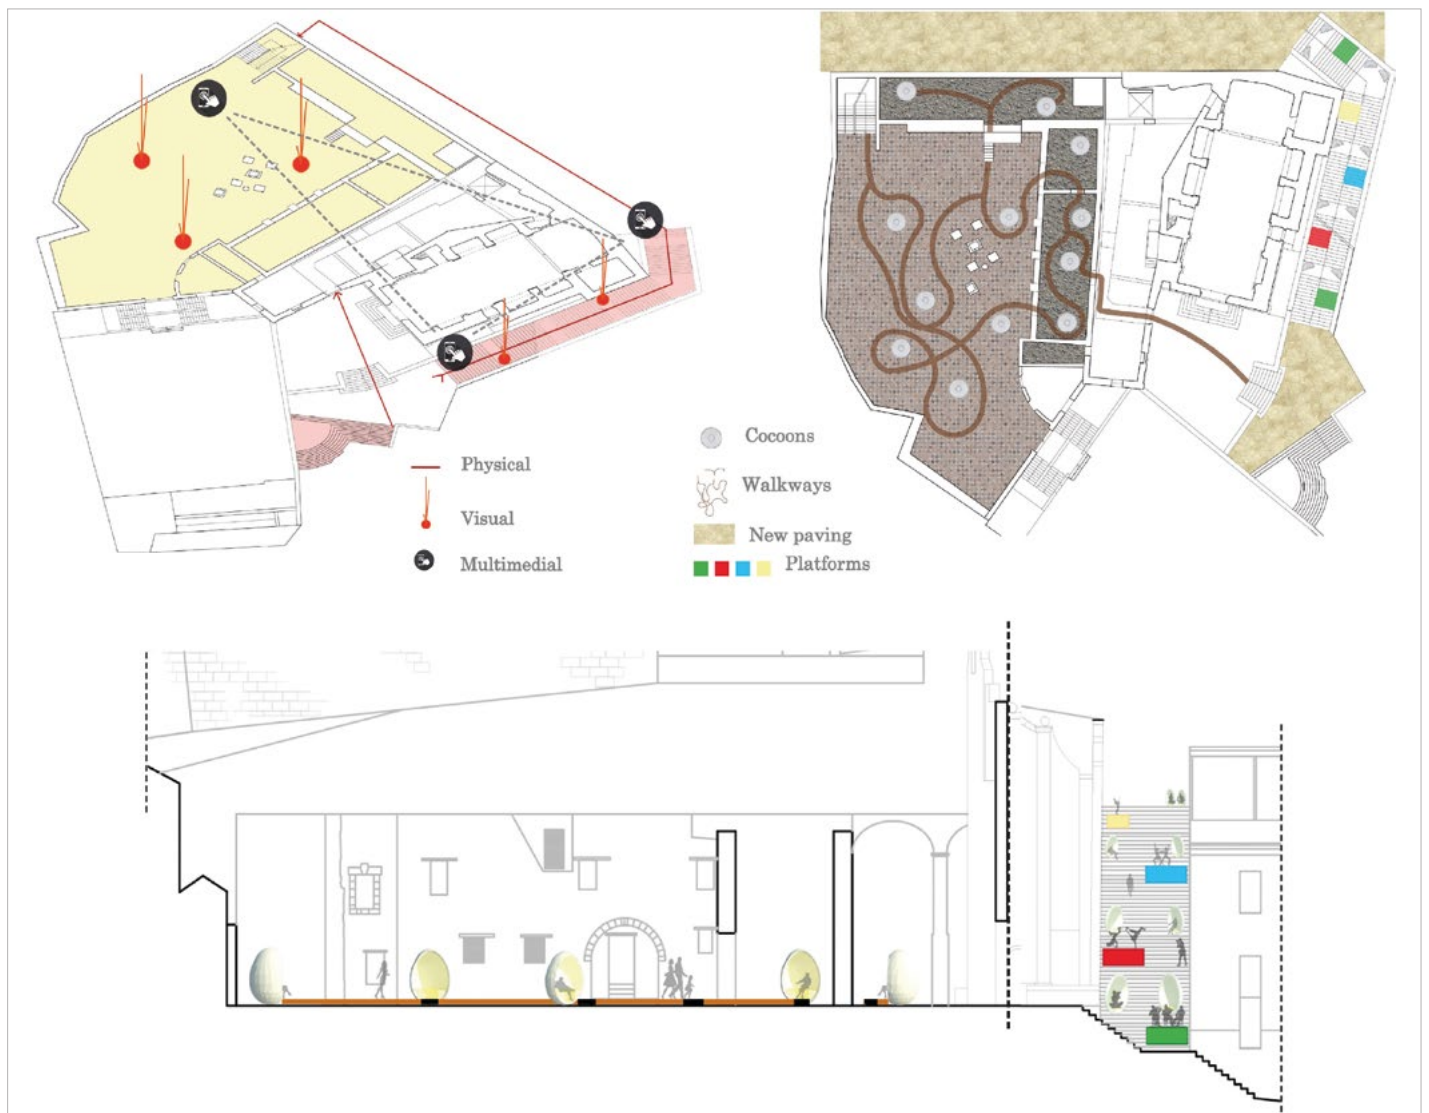 Physical
Visual
Multimedial
Cocoons
Walkways
New paving
Platforms